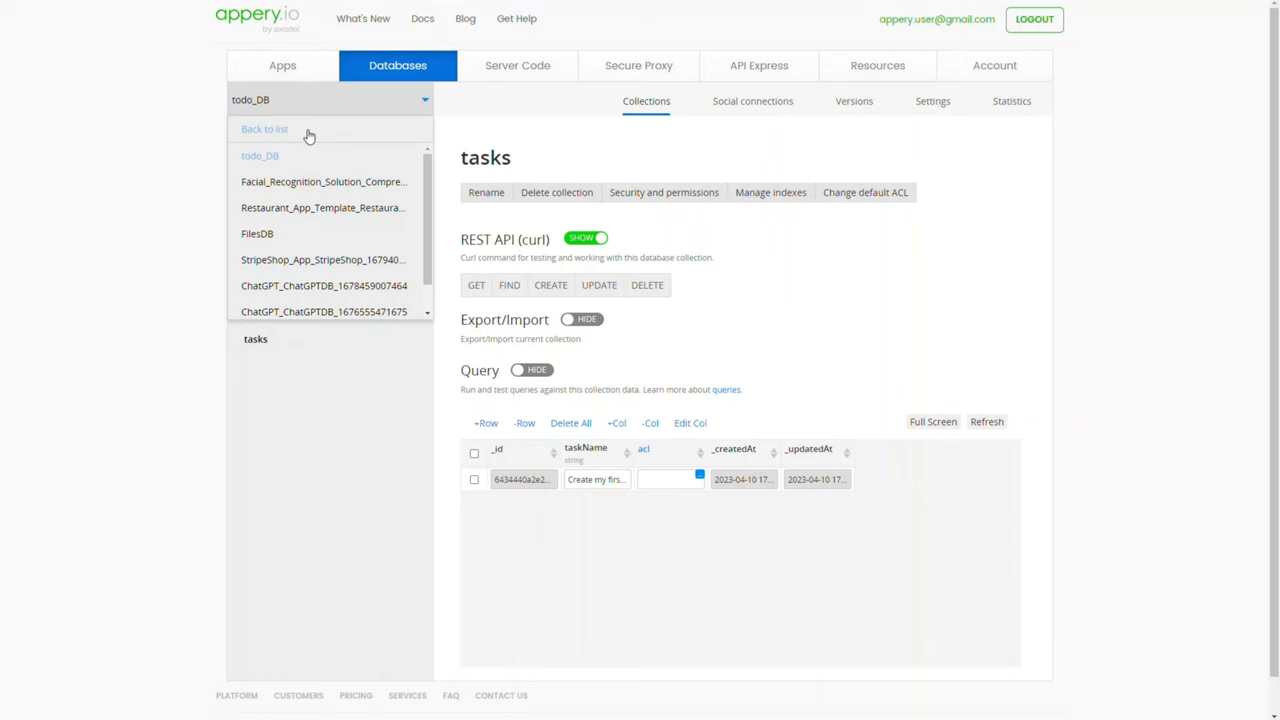 appery.io
by exadel
What's New Docs Blog Get Help
appery.user@gmail.com LOGOUT
Apps Databases Server Code Secure Proxy API Express Resources Account
todo_DB
Collections Social connections Versions Settings Statistics
Back to list
todo_DB
Facial_Recognition_Solution_Compre...
Restaurant_App_Template_Restaura...
FilesDB
StripeShop_App_StripeShop_167940...
ChatGPT_ChatGPTDB_1678459007464
ChatGPT_ChatGPTDB_1676555471675
tasks
tasks
Rename Delete collection Security and permissions Manage indexes Change default ACL
REST API (curl) SHOW
Curl command for testing and working with this database collection.
GET FIND CREATE UPDATE DELETE
Export/Import HIDE
Export/Import current collection
Query HIDE
Run and test queries against this collection data. Learn more about queries.
+Row -Row Delete All +Col -Col Edit Col Full Screen Refresh
_id taskName acl _createdAt _updatedAt
string
6434440a2e2... Create my firs... 2023-04-10 17... 2023-04-10 17...
PLATFORM CUSTOMERS PRICING SERVICES FAQ CONTACT US